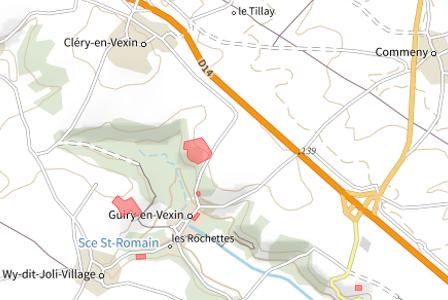 le Tillay
Cléry-en-Vexin
Commeny
D14
139
Guiry-en-Vexin
Sce St-Romain
les Rochettes
Wy-dit-Joli-Village